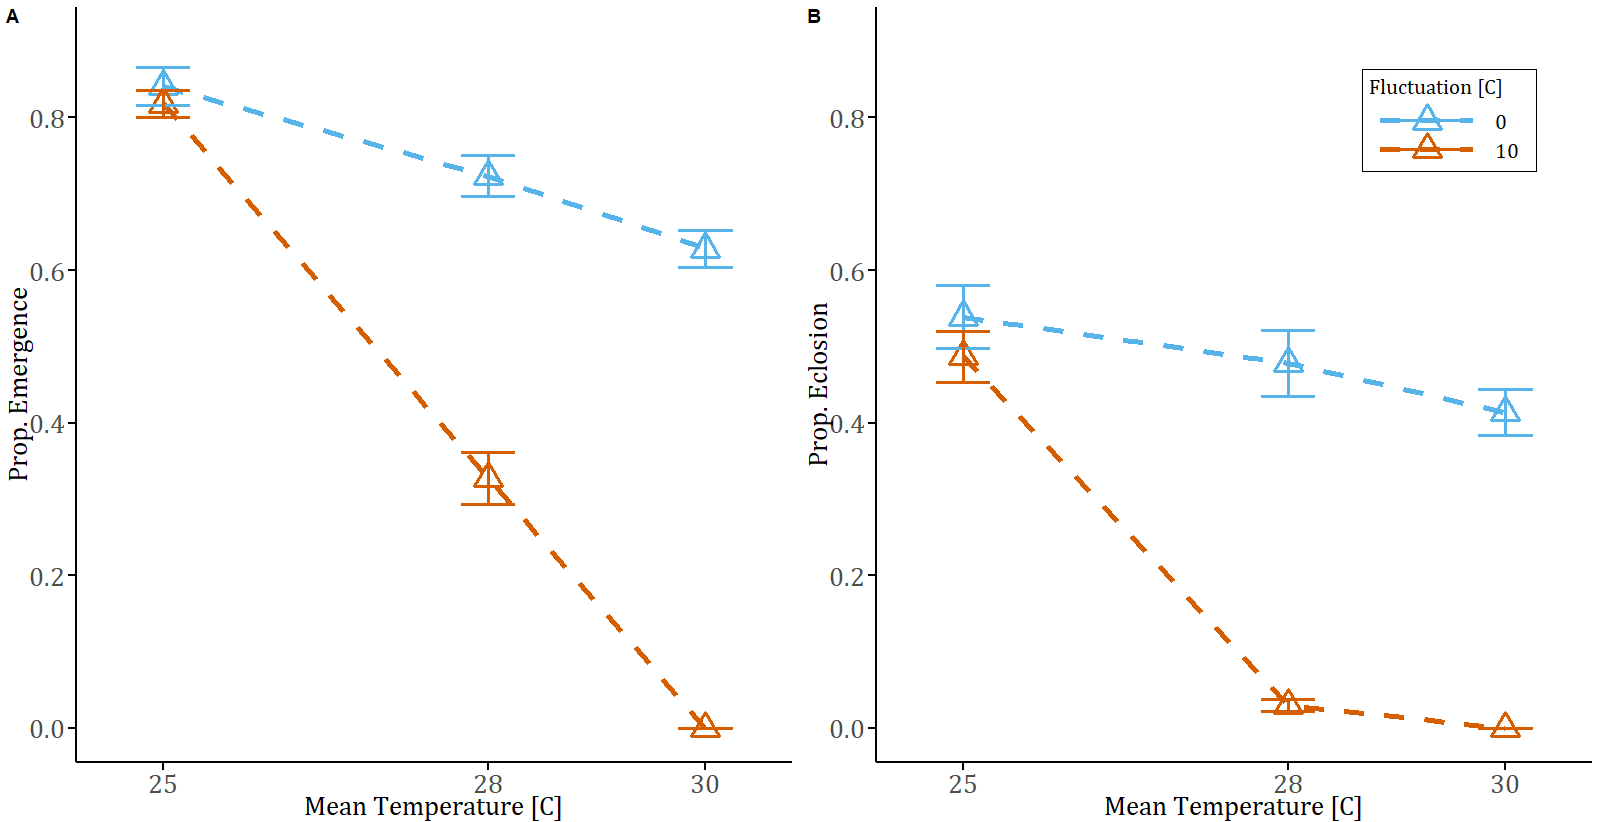 A
Prop. Emergence
0.8
0.6
0.4
0.2
0.0
25
28
30
Mean Temperature [C]
B
Prop. Eclosion
0.8
0.6
0.4
0.2
0.0
25
28
30
Mean Temperature [C]
Fluctuation [C]
0
10